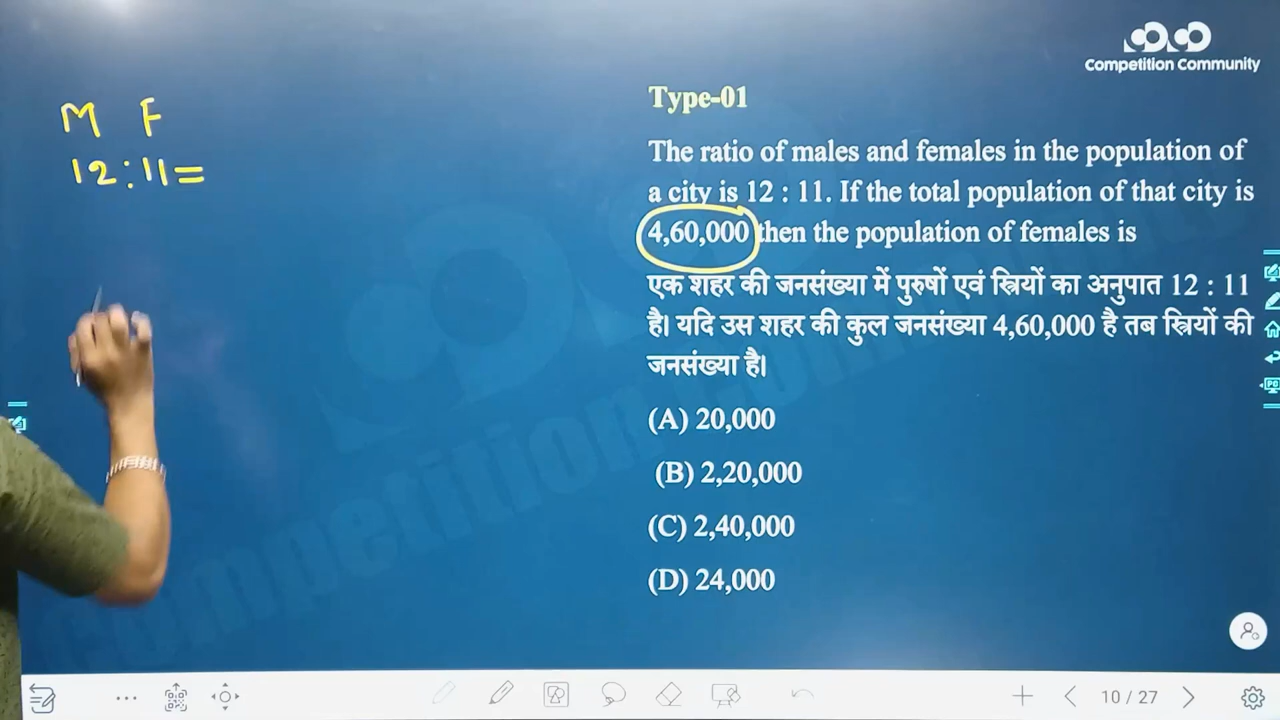 Competition Community
M F
12:11=
Type-01
The ratio of males and females in the population of
a city is 12 : 11. If the total population of that city is
4,60,000 then the population of females is
एक शहर की जनसंख्या में पुरुषों एवं स्त्रियों का अनुपात 12 : 11
है। यदि उस शहर की कुल जनसंख्या 4,60,000 है तब स्त्रियों की
जनसंख्या है।
(A) 20,000
(B) 2,20,000
(C) 2,40,000
(D) 24,000
Competition Community
10 / 27